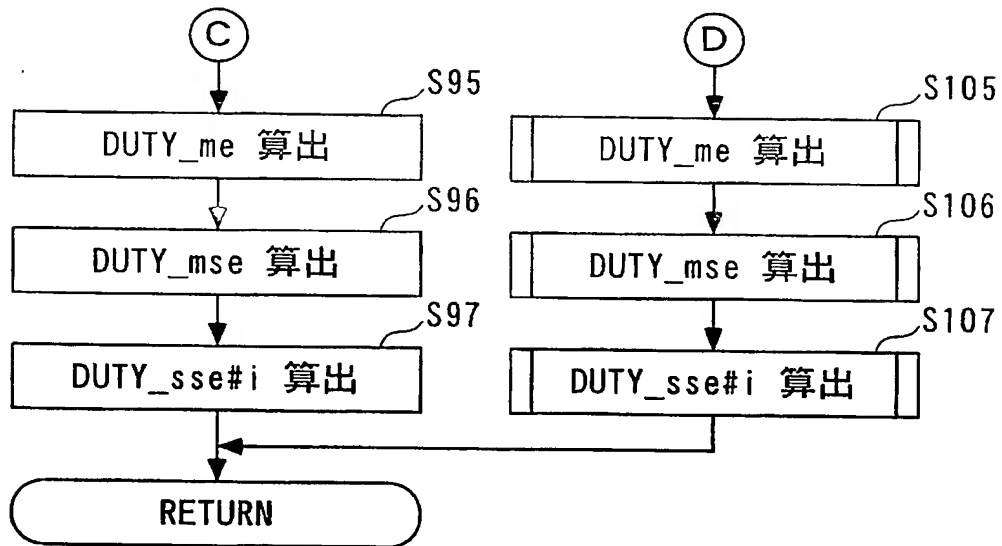 C
S95
DUTY_me 算出
S96
DUTY_mse 算出
S97
DUTY_sse#i 算出
RETURN
D
S105
DUTY_me 算出
S106
DUTY_mse 算出
S107
DUTY_sse#i 算出